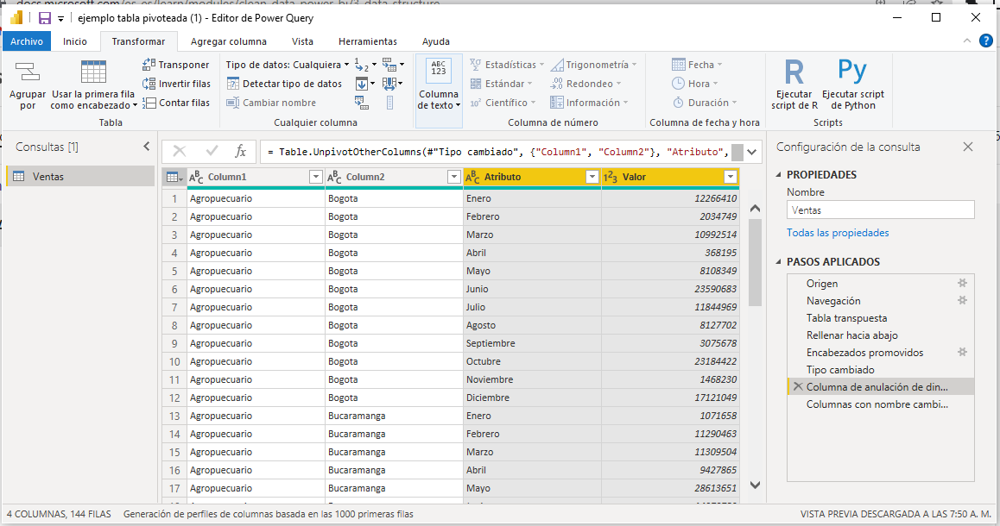 ejemplo tabla pivoteada (1) - Editor de Power Query
Archivo Inicio Transformar Agregar columna Vista Herramientas Ayuda
Agrupar por
Usar la primera fila como encabezado
Transponer
Invertir filas
Contar filas
Tabla
Tipo de datos: Cualquiera
Detectar tipo de datos
Cambiar nombre
Cualquier columna
ABC
123
Columna de texto
Estadísticas
Estándar
Científico
Trigonometría
Redondeo
Información
Columna de número
Fecha
Hora
Duración
Columna de fecha y hora
R
Ejecutar script de R
Py
Ejecutar script de Python
Scripts
Consultas [1]
Ventas
fx
= Table.UnpivotOtherColumns(#"Tipo cambiado", {"Column1", "Column2"}, "Atributo",
Column1 Column2 Atributo Valor
1 Agropuecuario Bogota Enero 12266410
2 Agropuecuario Bogota Febrero 2034749
3 Agropuecuario Bogota Marzo 10992514
4 Agropuecuario Bogota Abril 368195
5 Agropuecuario Bogota Mayo 8108349
6 Agropuecuario Bogota Junio 23590683
7 Agropuecuario Bogota Julio 11844969
8 Agropuecuario Bogota Agosto 8127702
9 Agropuecuario Bogota Septiembre 3075678
10 Agropuecuario Bogota Octubre 23184422
11 Agropuecuario Bogota Noviembre 1468230
12 Agropuecuario Bogota Diciembre 17121049
13 Agropuecuario Bucaramanga Enero 1071658
14 Agropuecuario Bucaramanga Febrero 11290463
15 Agropuecuario Bucaramanga Marzo 11309504
16 Agropuecuario Bucaramanga Abril 9427865
17 Agropuecuario Bucaramanga Mayo 28613651
Configuración de la consulta
PROPIEDADES
Nombre
Ventas
Todas las propiedades
PASOS APLICADOS
Origen
Navegación
Tabla transpuesta
Rellenar hacia abajo
Encabezados promovidos
Tipo cambiado
Columna de anulación de din...
Columnas con nombre cambi...
4 COLUMNAS, 144 FILAS Generación de perfiles de columnas basada en las 1000 primeras filas
VISTA PREVIA DESCARGADA A LAS 7:50 A. M.